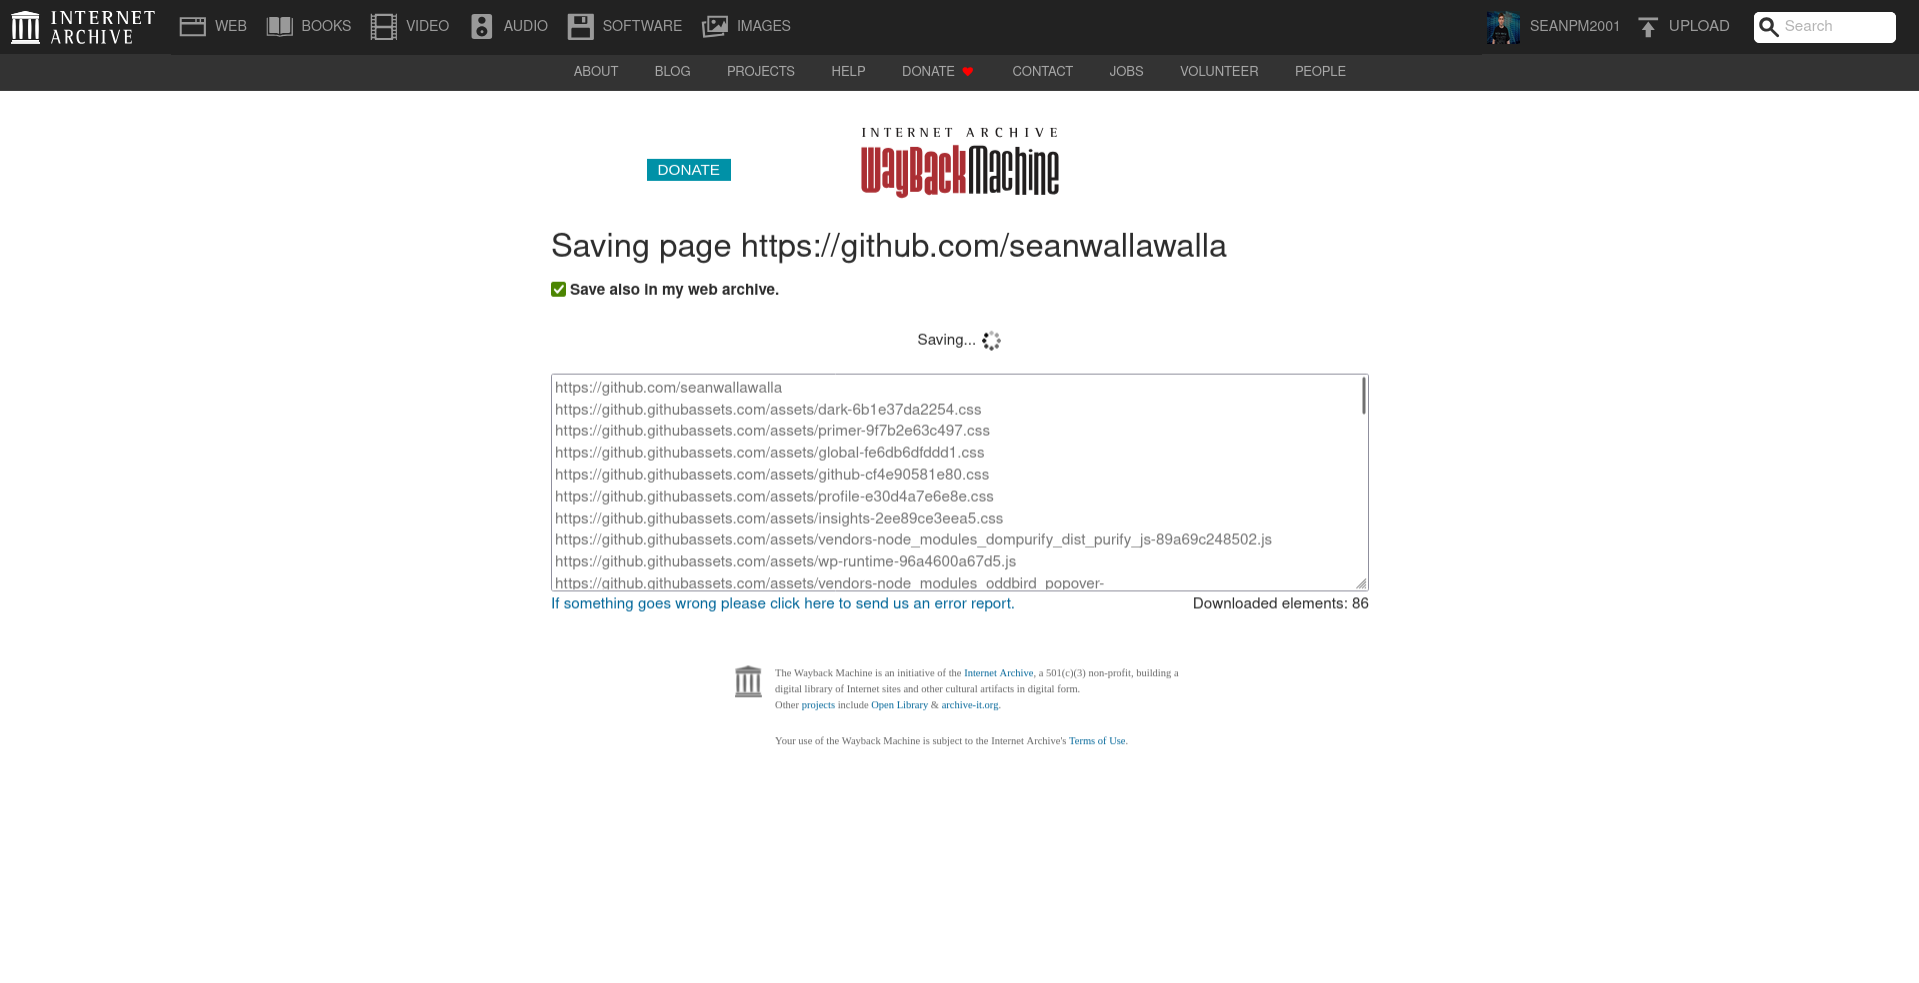 INTERNET
ARCHIVE
WEB
BOOKS
VIDEO
AUDIO
SOFTWARE
IMAGES
SEANPM2001
UPLOAD
Search
ABOUT
BLOG
PROJECTS
HELP
DONATE
CONTACT
JOBS
VOLUNTEER
PEOPLE
DONATE
INTERNET ARCHIVE
WayBackMachine
Saving page https://github.com/seanwallawalla
Save also in my web archive.
Saving...
https://github.com/seanwallawalla
https://github.githubassets.com/assets/dark-6b1e37da2254.css
https://github.githubassets.com/assets/primer-9f7b2e63c497.css
https://github.githubassets.com/assets/global-fe6db6dfddd1.css
https://github.githubassets.com/assets/github-cf4e90581e80.css
https://github.githubassets.com/assets/profile-e30d4a7e6e8e.css
https://github.githubassets.com/assets/insights-2ee89ce3eea5.css
https://github.githubassets.com/assets/vendors-node_modules_dompurify_dist_purify_js-89a69c248502.js
https://github.githubassets.com/assets/wp-runtime-96a4600a67d5.js
https://github.githubassets.com/assets/vendors-node_modules_oddbird_popover-
If something goes wrong please click here to send us an error report.
Downloaded elements: 86
The Wayback Machine is an initiative of the Internet Archive, a 501(c)(3) non-profit, building a
digital library of Internet sites and other cultural artifacts in digital form.
Other projects include Open Library & archive-it.org.
Your use of the Wayback Machine is subject to the Internet Archive's Terms of Use.